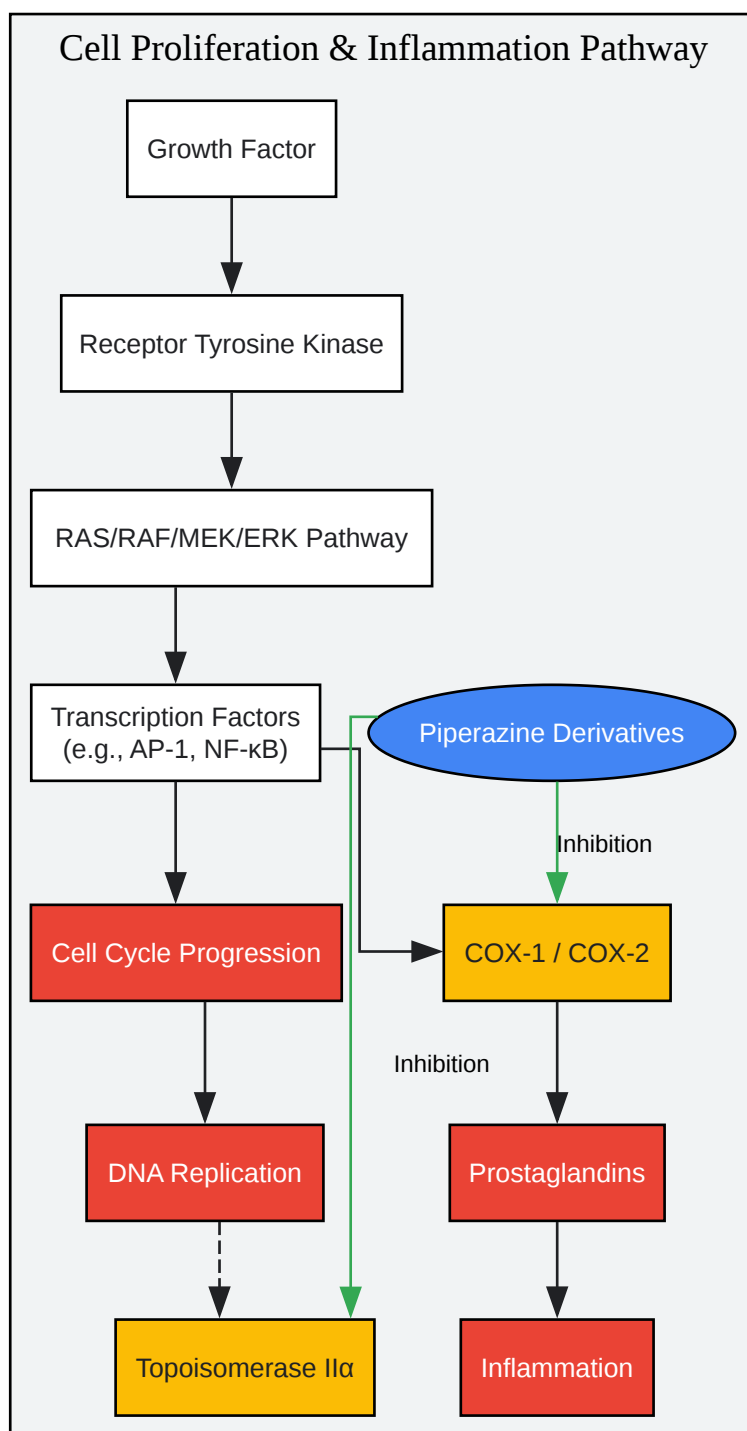 Cell Proliferation & Inflammation Pathway
Growth Factor
Receptor Tyrosine Kinase
RAS/RAF/MEK/ERK Pathway
Transcription Factors
(e.g., AP-1, NF-κB)
Piperazine Derivatives
Inhibition
Cell Cycle Progression
COX-1 / COX-2
Inhibition
DNA Replication
Prostaglandins
Topoisomerase IIα
Inflammation